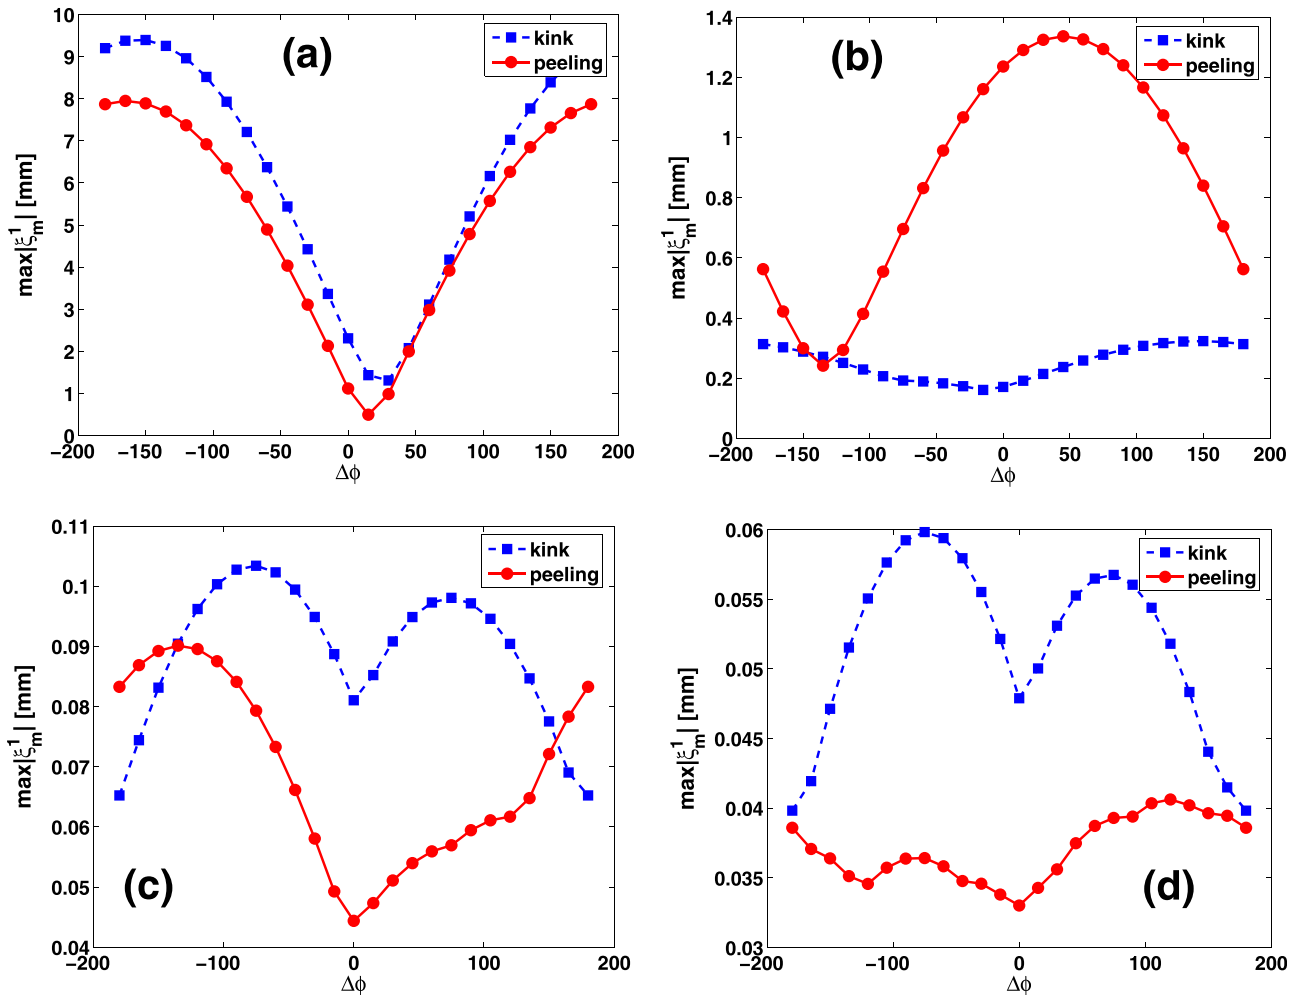 10
9
8
7
6
5
4
3
2
1
0
−200 −150 −100 −50 0 50 100 150 200
Δϕ
max|ξ¹ₘ| [mm]
(a)
kink
peeling
1.4
1.2
1
0.8
0.6
0.4
0.2
0
−200 −150 −100 −50 0 50 100 150 200
Δϕ
max|ξ¹ₘ| [mm]
(b)
kink
peeling
0.11
0.1
0.09
0.08
0.07
0.06
0.05
0.04
−200 −100 0 100 200
Δϕ
max|ξ¹ₘ| [mm]
(c)
kink
peeling
0.06
0.055
0.05
0.045
0.04
0.035
0.03
−200 −100 0 100 200
Δϕ
max|ξ¹ₘ| [mm]
(d)
kink
peeling